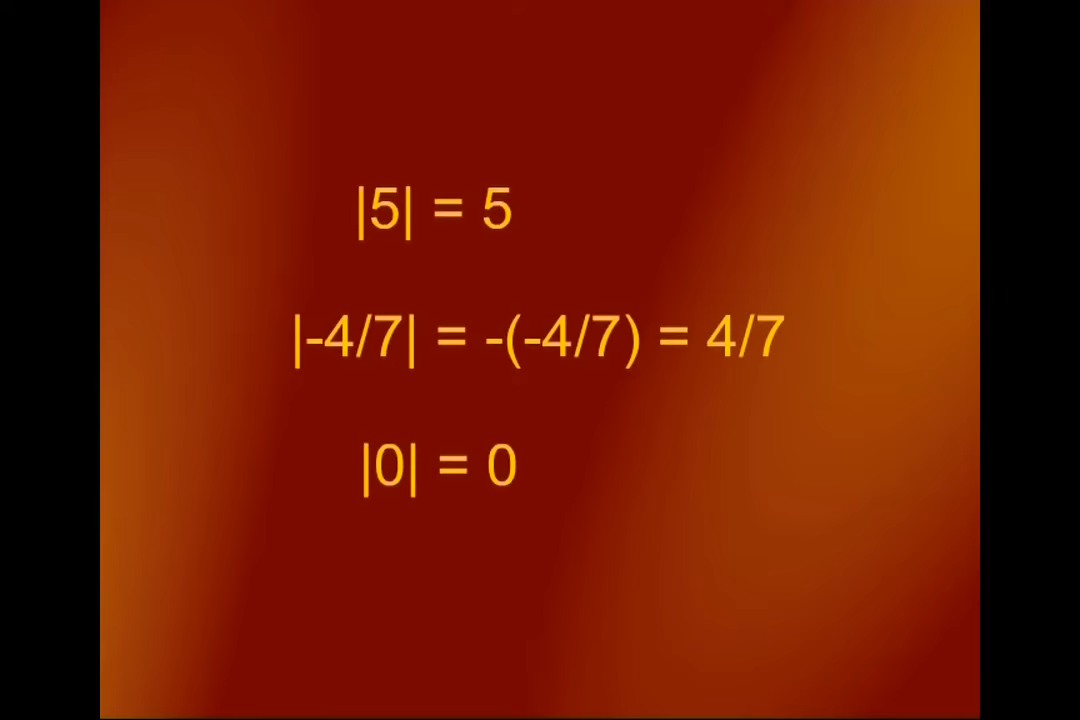 |5| = 5
|-4/7| = -(-4/7) = 4/7
|0| = 0